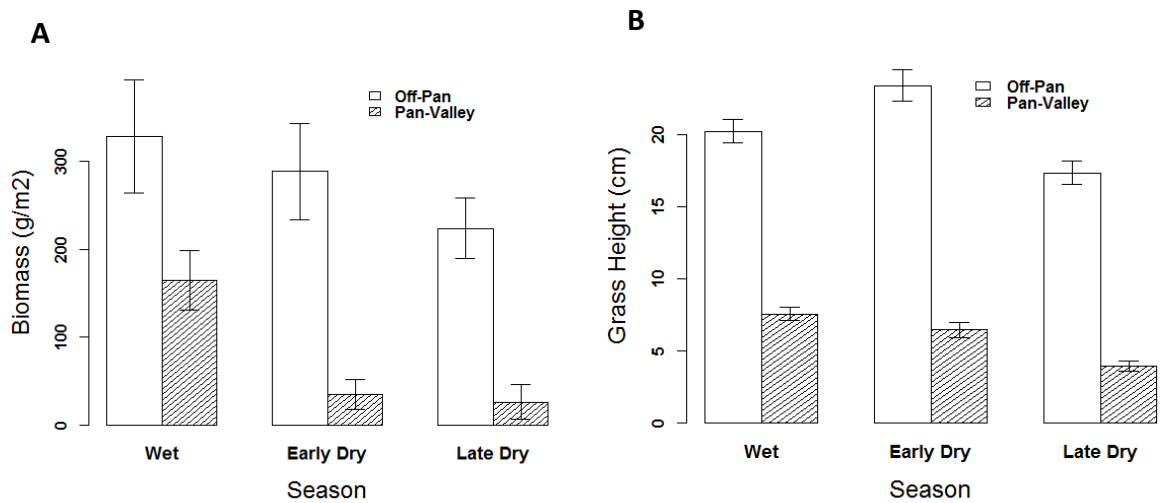 A
Biomass (g/m2)
300
200
100
0
Off-Pan
Pan-Valley
Wet
Early Dry
Late Dry
Season
B
Grass Height (cm)
20
15
10
5
0
Off-Pan
Pan-Valley
Wet
Early Dry
Late Dry
Season